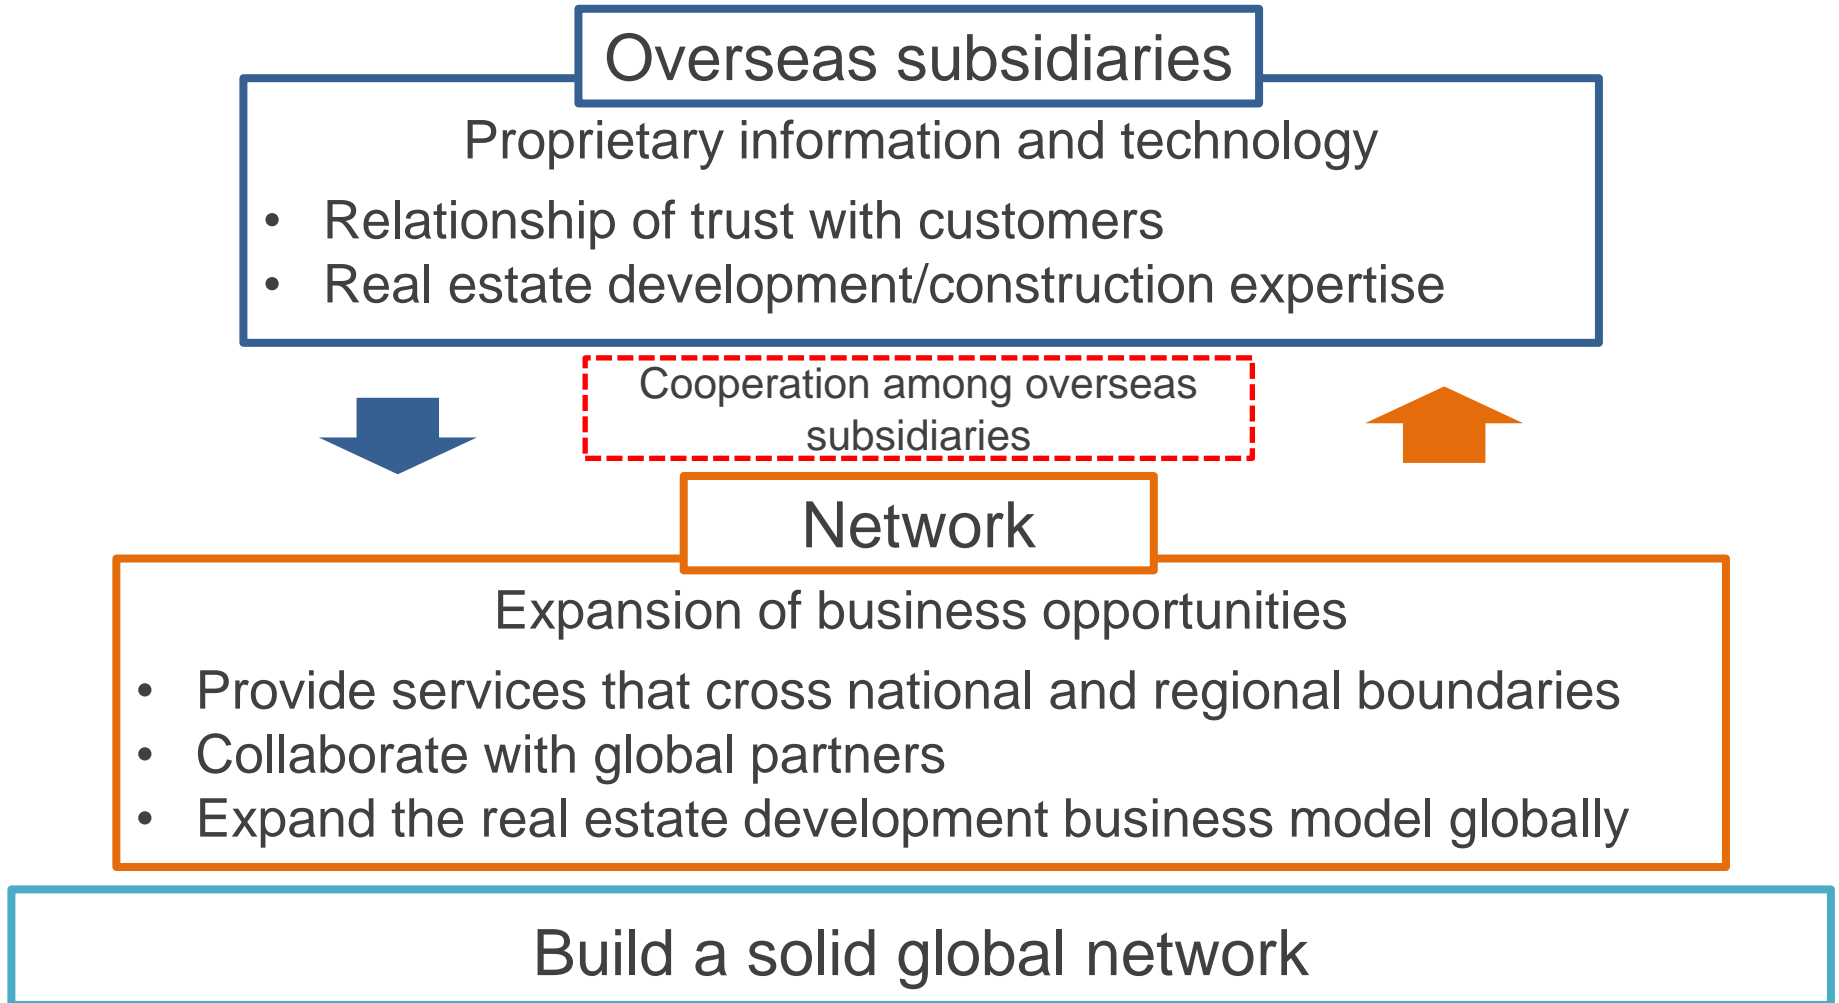 Overseas subsidiaries
Proprietary information and technology
• Relationship of trust with customers
• Real estate development/construction expertise
Cooperation among overseas
subsidiaries
Network
Expansion of business opportunities
• Provide services that cross national and regional boundaries
• Collaborate with global partners
• Expand the real estate development business model globally
Build a solid global network